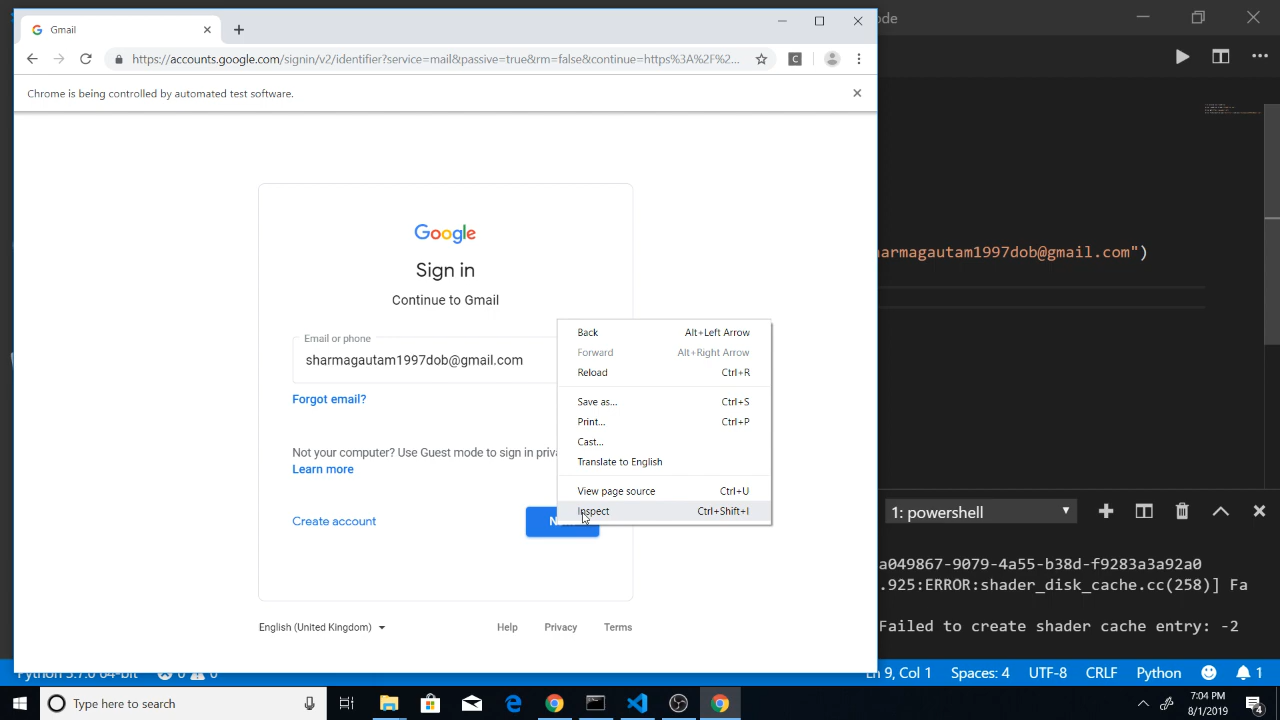 Gmail
ode
https://accounts.google.com/signin/v2/identifier?service=mail&passive=true&rm=false&continue=https%3A%2F%2...
C
Chrome is being controlled by automated test software.
Google
Sign in
Continue to Gmail
Email or phone
sharmagautam1997dob@gmail.com
Forgot email?
Not your computer? Use Guest mode to sign in priva
Learn more
Create account
Back Alt+Left Arrow
Forward Alt+Right Arrow
Reload Ctrl+R
Save as... Ctrl+S
Print... Ctrl+P
Cast...
Translate to English
View page source Ctrl+U
Inspect Ctrl+Shift+I
English (United Kingdom)
Help Privacy Terms
harmagautam1997dob@gmail.com")
1: powershell
a049867-9079-4a55-b38d-f9283a3a92a0
.925:ERROR:shader_disk_cache.cc(258)] Fa
Failed to create shader cache entry: -2
Python 3.7.0 64-bit 0 0 Ln 9, Col 1 Spaces: 4 UTF-8 CRLF Python 1
Type here to search
7:04 PM
8/1/2019
4